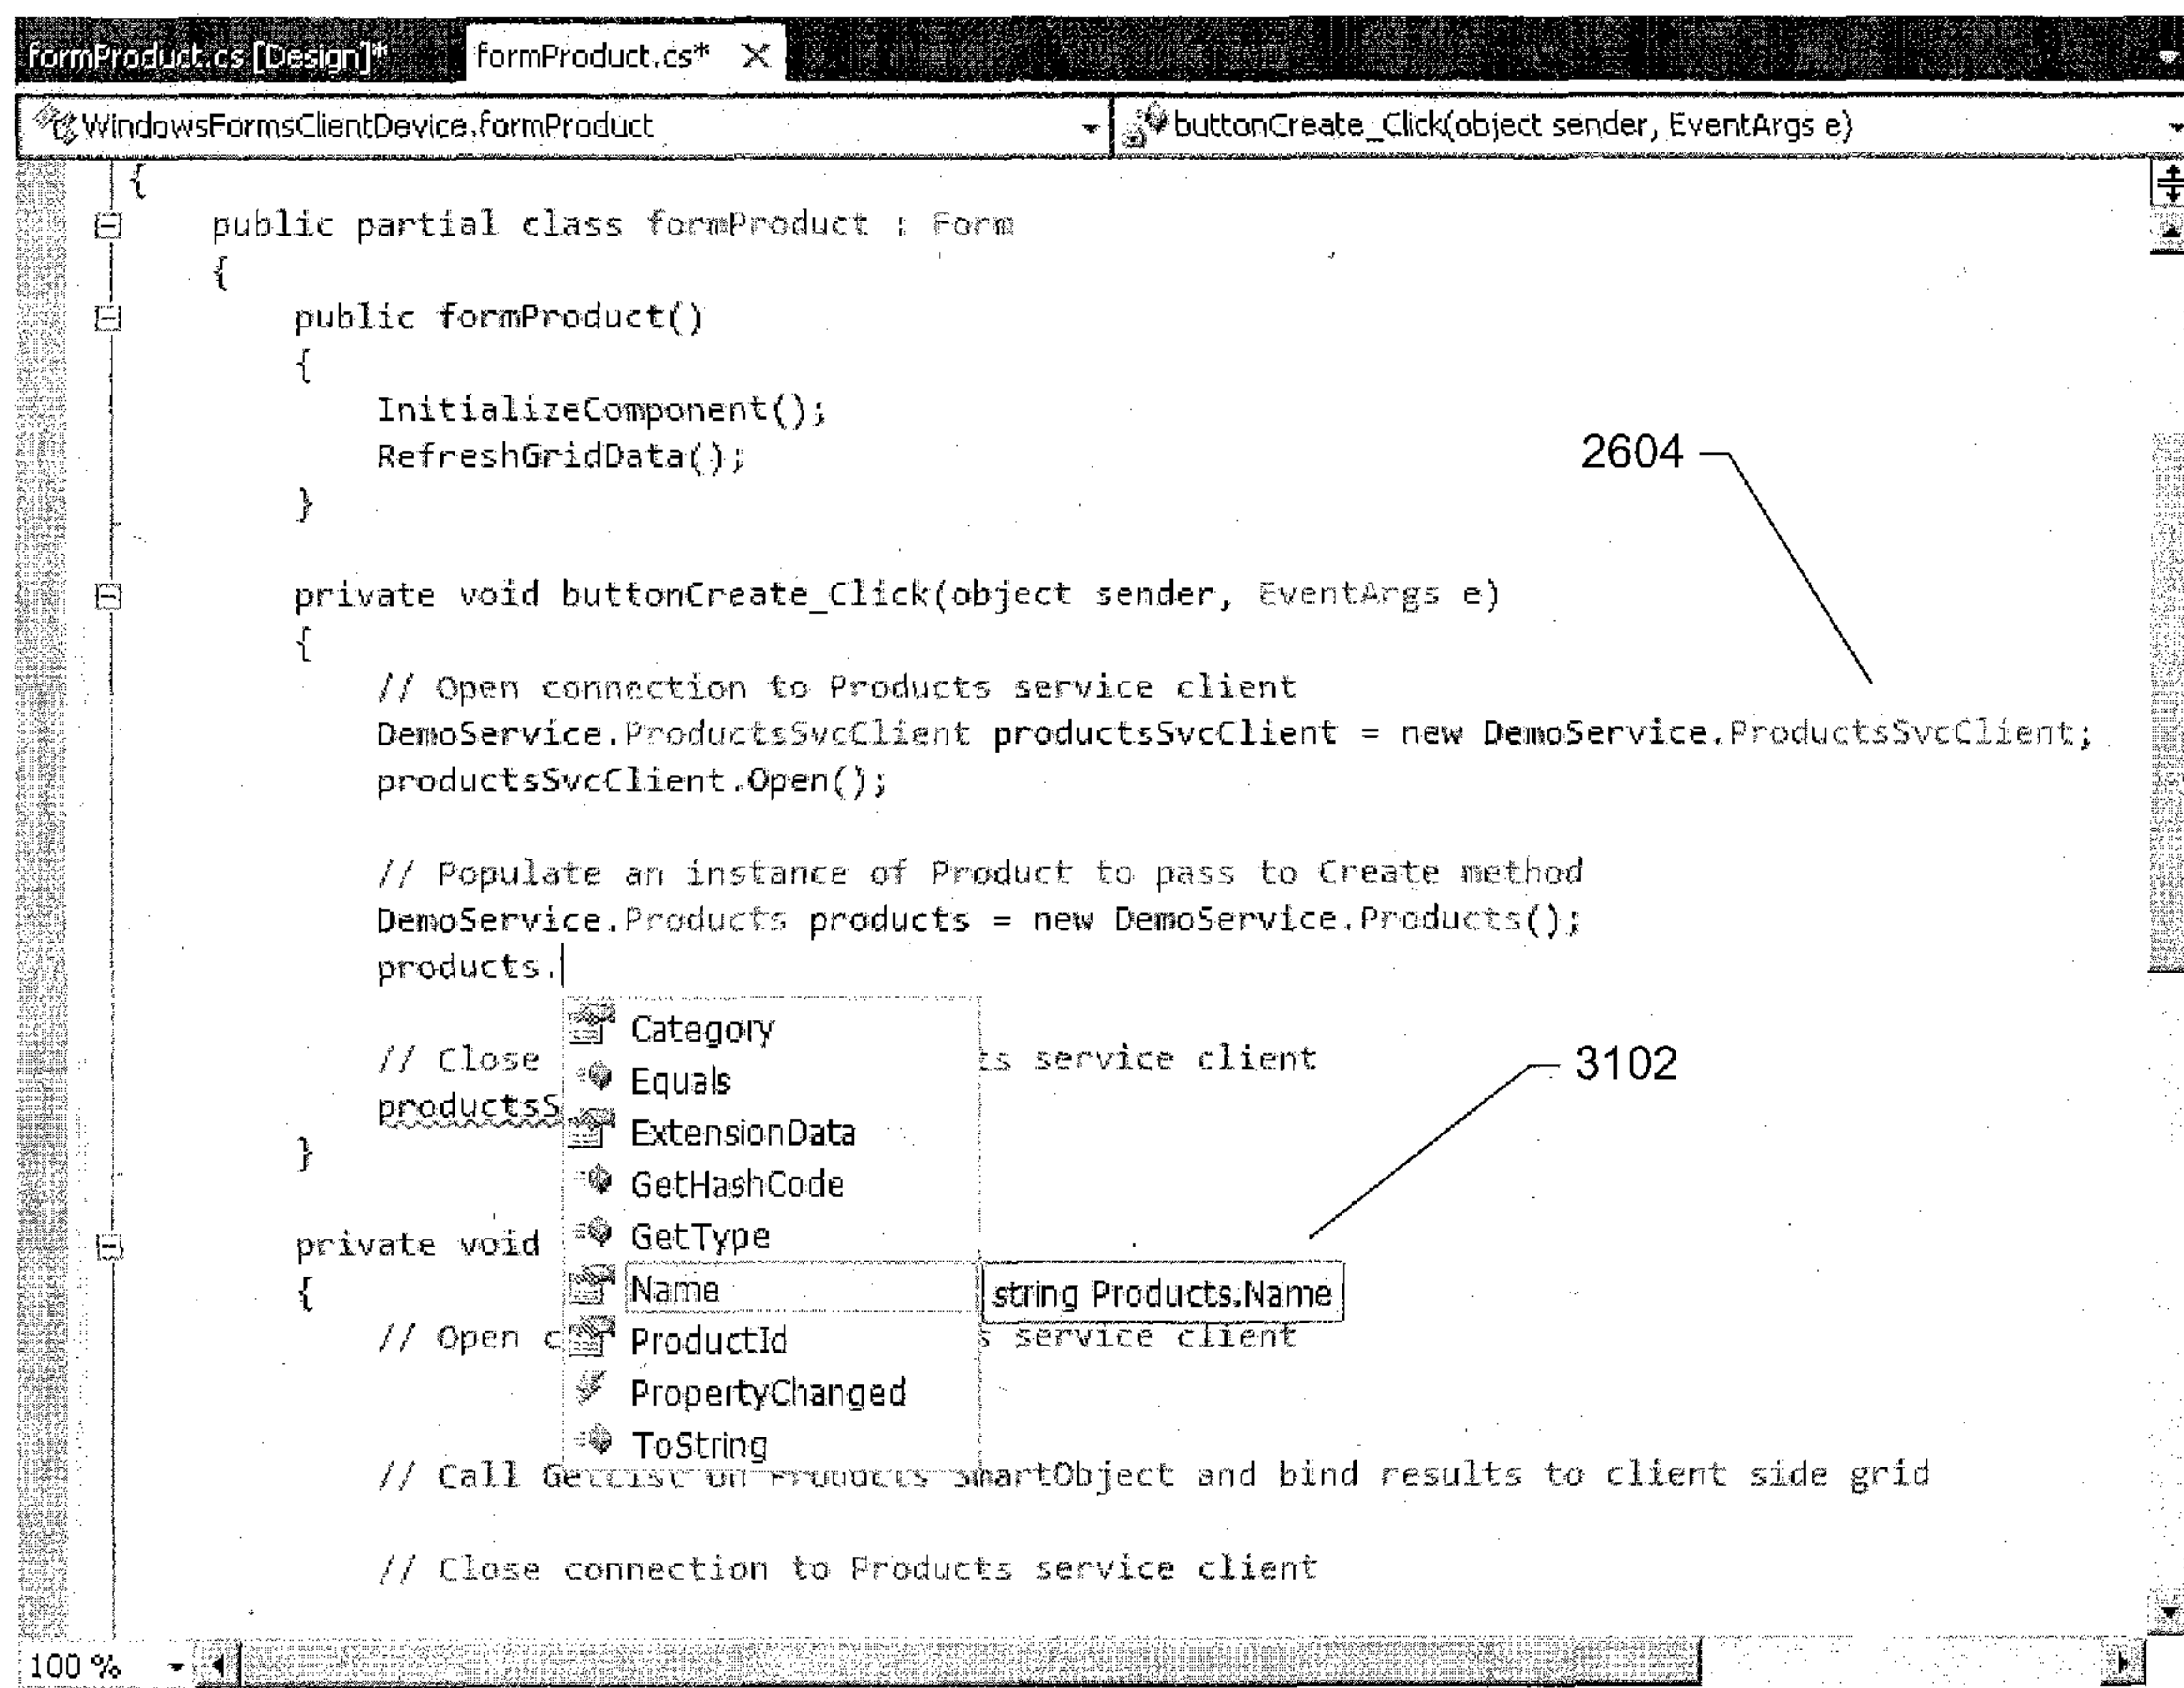 formProduct.cs [Design]* formProduct.cs* X
WindowsFormsClientDevice.formProduct buttonCreate_Click(object sender, EventArgs e)
{
public partial class formProduct : Form
{
public formProduct()
{
InitializeComponent();
RefreshGridData();
2604
}
private void buttonCreate_Click(object sender, EventArgs e)
{
// Open connection to Products service client
DemoService.ProductsSvcClient productsSvcClient = new DemoService.ProductsSvcClient;
productsSvcClient.Open();
// Populate an instance of Product to pass to Create method
DemoService.Products products = new DemoService.Products();
products.
Category
// Close ts service client
3102
Equals
productsS
ExtensionData
}
GetHashCode
private void
GetType
{
Name string Products.Name
// Open c s service client
ProductId
PropertyChanged
ToString
// Call GetList on Products SmartObject and bind results to client side grid
// Close connection to Products service client
100 %